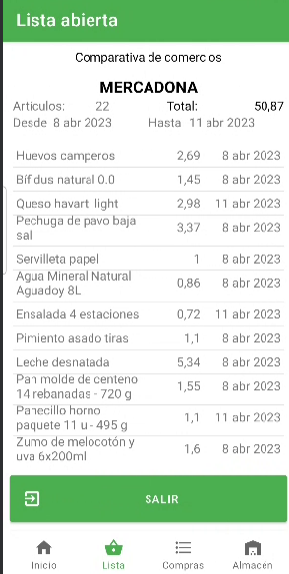 Lista abierta
Comparativa de comercios
MERCADONA
Articulos: 22 Total: 50,87
Desde 8 abr 2023 Hasta 11 abr 2023
Huevos camperos 2,69 8 abr 2023
Bífidus natural 0.0 1,45 8 abr 2023
Queso havarti light 2,98 11 abr 2023
Pechuga de pavo baja
sal 3,37 8 abr 2023
Servilleta papel 1 8 abr 2023
Agua Mineral Natural
Aguadoy 8L 0,86 8 abr 2023
Ensalada 4 estaciones 0,72 11 abr 2023
Pimiento asado tiras 1,1 8 abr 2023
Leche desnatada 5,34 8 abr 2023
Pan molde de centeno
14 rebanadas - 720 g 1,55 8 abr 2023
Panecillo horno
paquete 11 u - 495 g 1,1 11 abr 2023
Zumo de melocotón y
uva 6x200ml 1,6 8 abr 2023
SALIR
Inicio Lista Compras Almacen